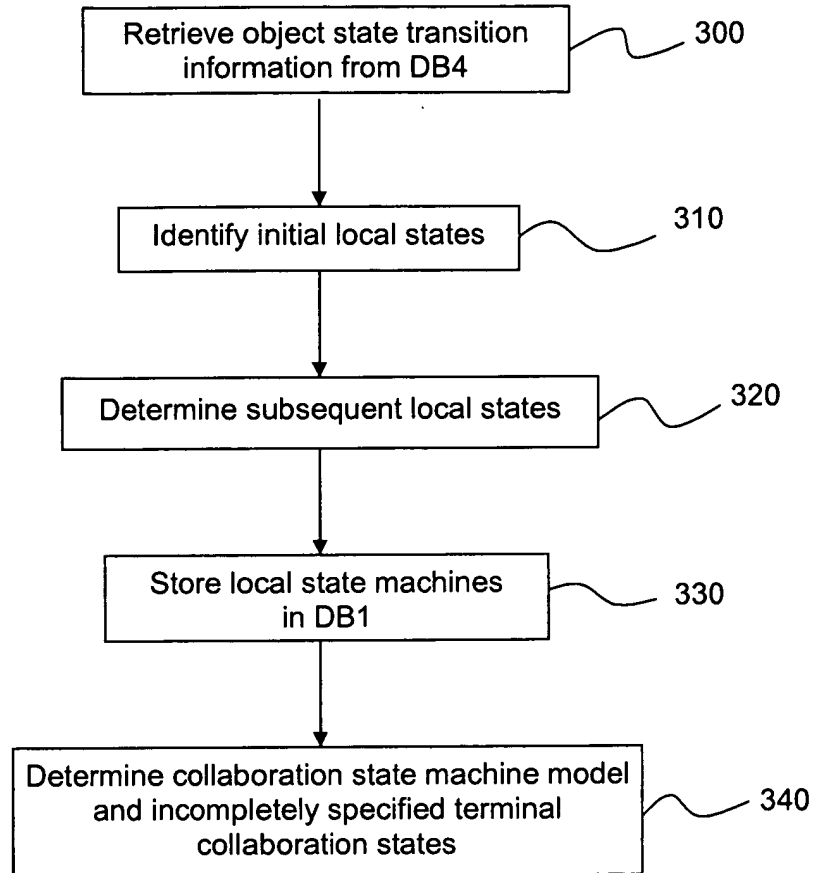 Retrieve object state transition
information from DB4
300
Identify initial local states
310
Determine subsequent local states
320
Store local state machines
in DB1
330
Determine collaboration state machine model
and incompletely specified terminal
collaboration states
340